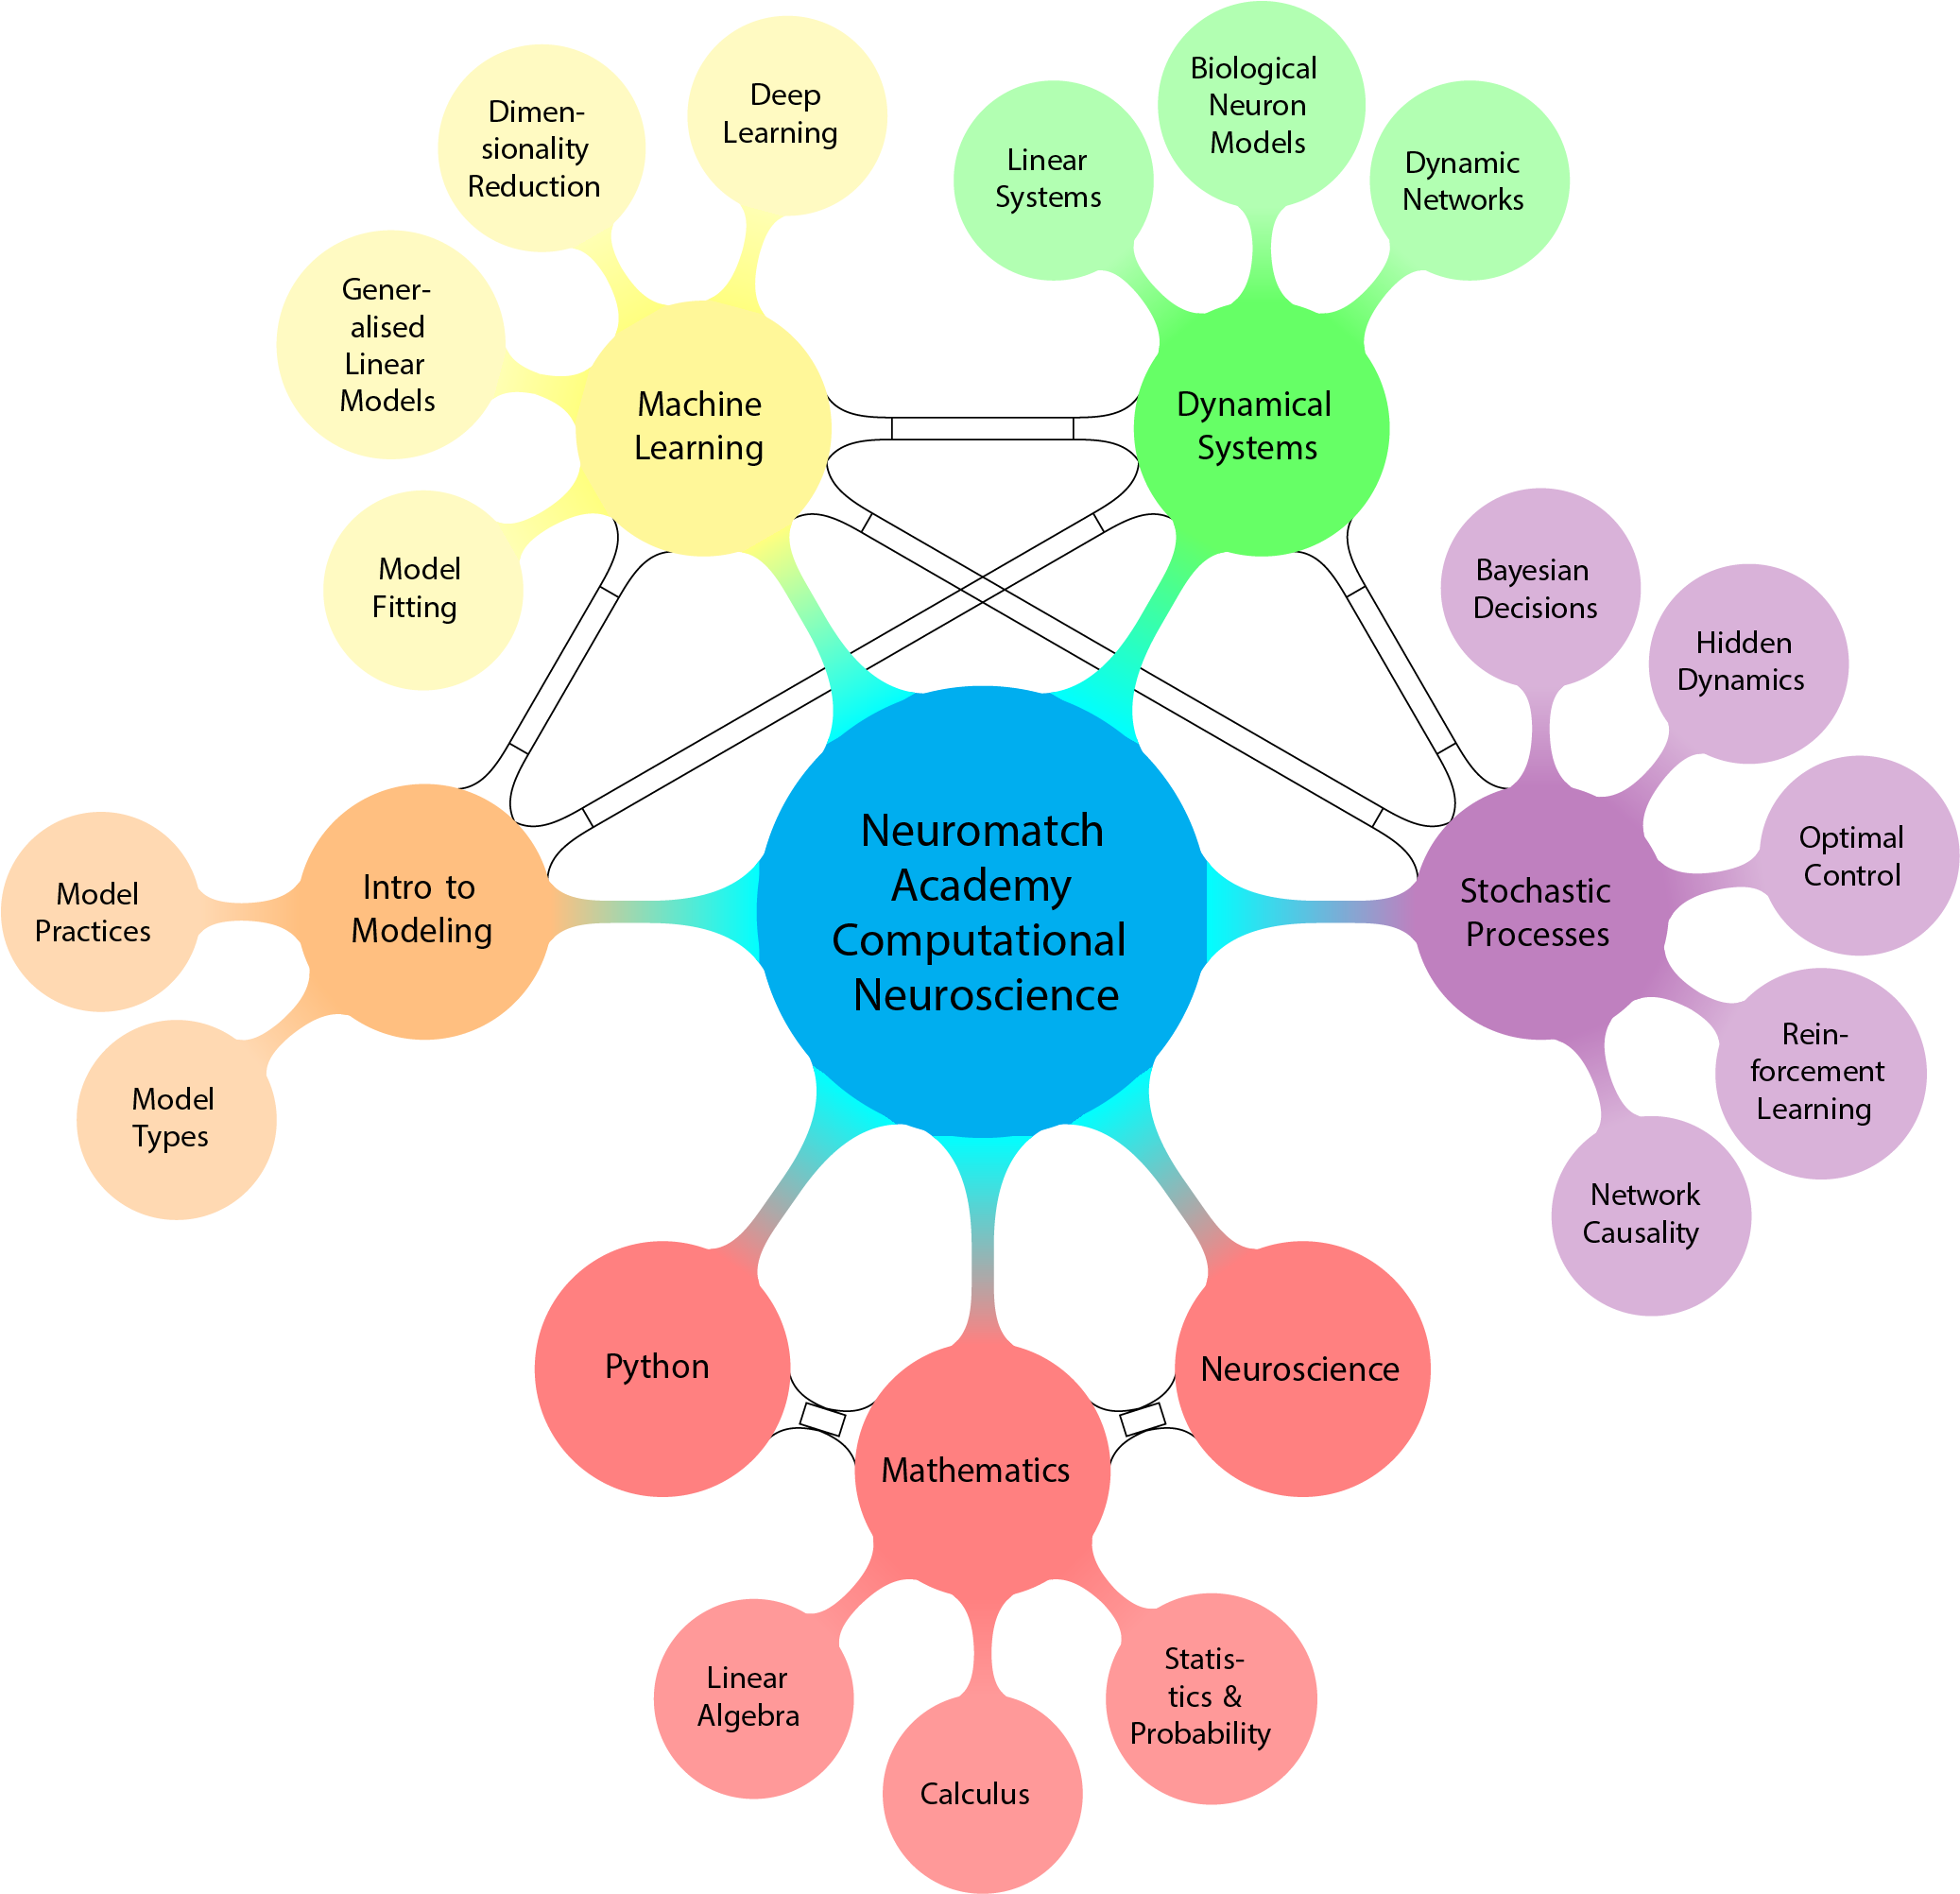 Biological
Neuron
Models
Deep
Learning
Dimen-
sionality
Reduction
Linear
Systems
Dynamic
Networks
Gener-
alised
Linear
Models
Machine
Learning
Dynamical
Systems
Model
Fitting
Bayesian
Decisions
Hidden
Dynamics
Neuromatch
Academy
Computational
Neuroscience
Optimal
Control
Model
Practices
Intro to
Modeling
Stochastic
Processes
Model
Types
Rein-
forcement
Learning
Network
Causality
Python
Neuroscience
Mathematics
Linear
Algebra
Statis-
tics &
Probability
Calculus